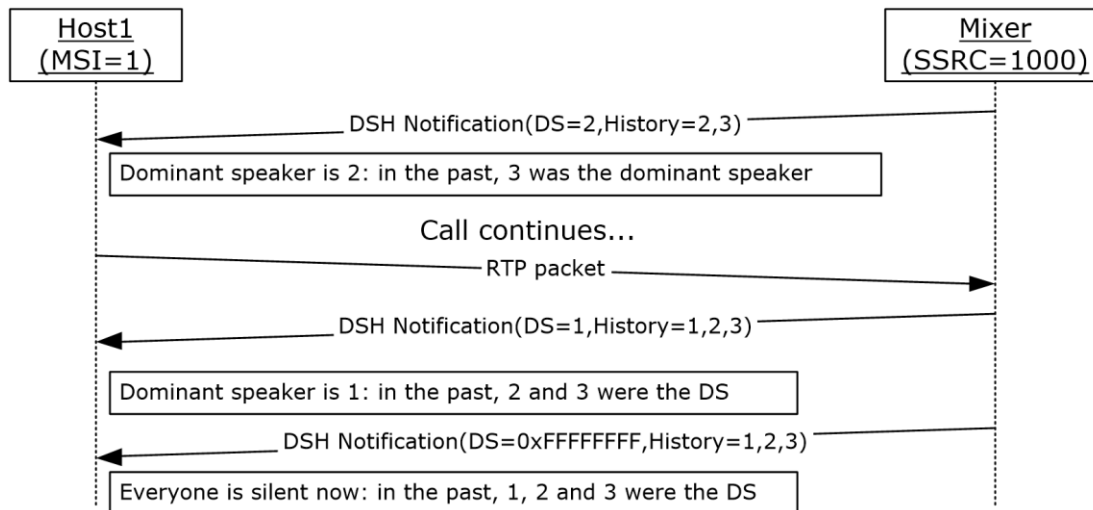 Host1
(MSI=1)
Mixer
(SSRC=1000)
DSH Notification(DS=2,History=2,3)
Dominant speaker is 2: in the past, 3 was the dominant speaker
Call continues...
RTP packet
DSH Notification(DS=1,History=1,2,3)
Dominant speaker is 1: in the past, 2 and 3 were the DS
DSH Notification(DS=0xFFFFFFFF,History=1,2,3)
Everyone is silent now: in the past, 1, 2 and 3 were the DS